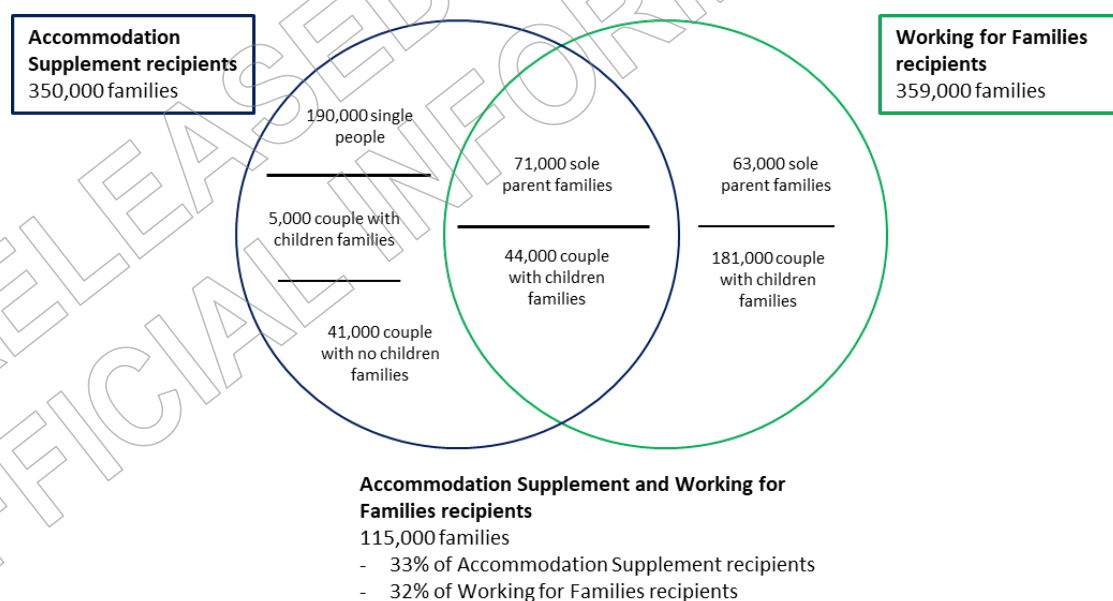 Accommodation
Supplement recipients
350,000 families
Working for Families
recipients
359,000 families
190,000 single
people
5,000 couple with
children families
41,000 couple
with no children
families
71,000 sole
parent families
44,000 couple
with children
families
63,000 sole
parent families
181,000 couple
with children
families
Accommodation Supplement and Working for
Families recipients
115,000 families
- 33% of Accommodation Supplement recipients
- 32% of Working for Families recipients
RELEASED
OFFICIAL INFORM